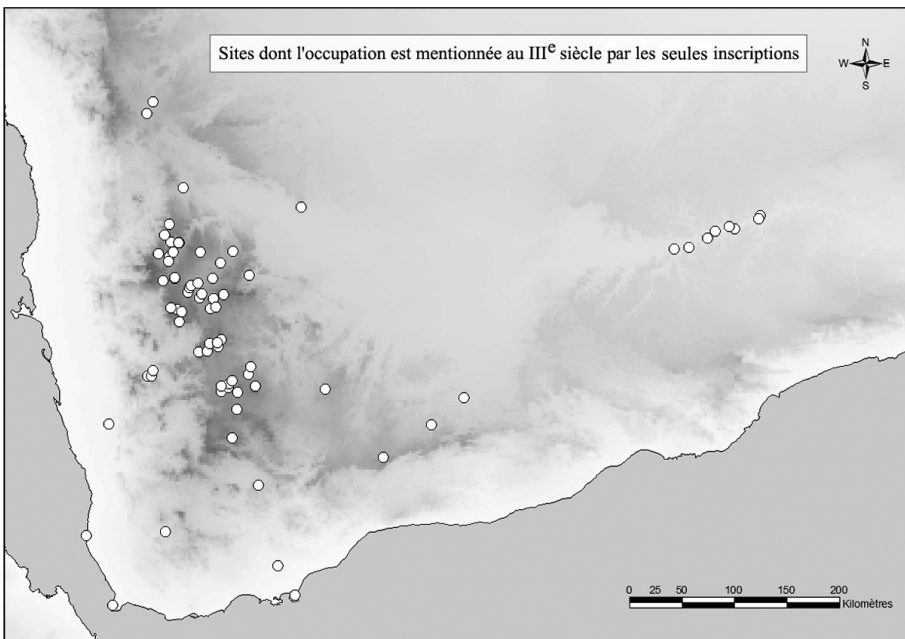 Sites dont l'occupation est mentionnée au IIIe siècle par les seules inscriptions
N
W E
S
0 25 50 100 150 200
Kilomètres